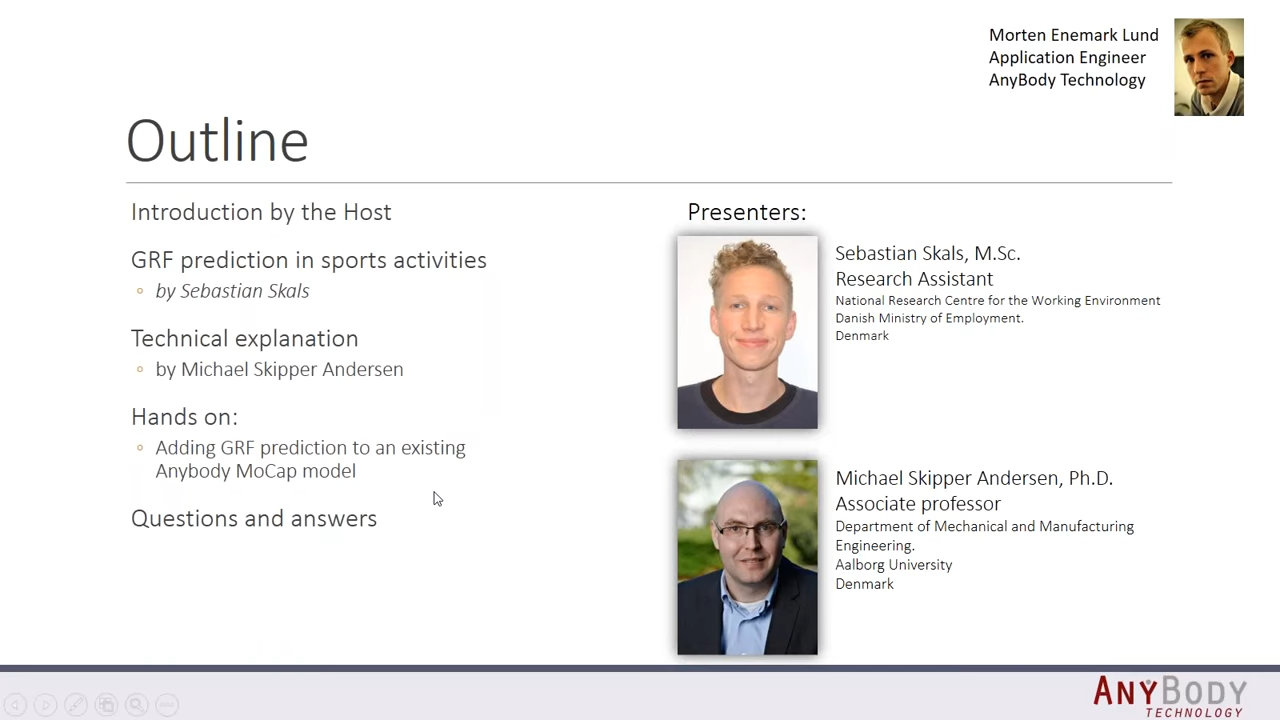 Morten Enemark Lund
Application Engineer
AnyBody Technology
Outline
Introduction by the Host
GRF prediction in sports activities
by Sebastian Skals
Technical explanation
by Michael Skipper Andersen
Hands on:
Adding GRF prediction to an existing
Anybody MoCap model
Questions and answers
Presenters:
Sebastian Skals, M.Sc.
Research Assistant
National Research Centre for the Working Environment
Danish Ministry of Employment.
Denmark
Michael Skipper Andersen, Ph.D.
Associate professor
Department of Mechanical and Manufacturing
Engineering.
Aalborg University
Denmark
ANYBODY
TECHNOLOGY